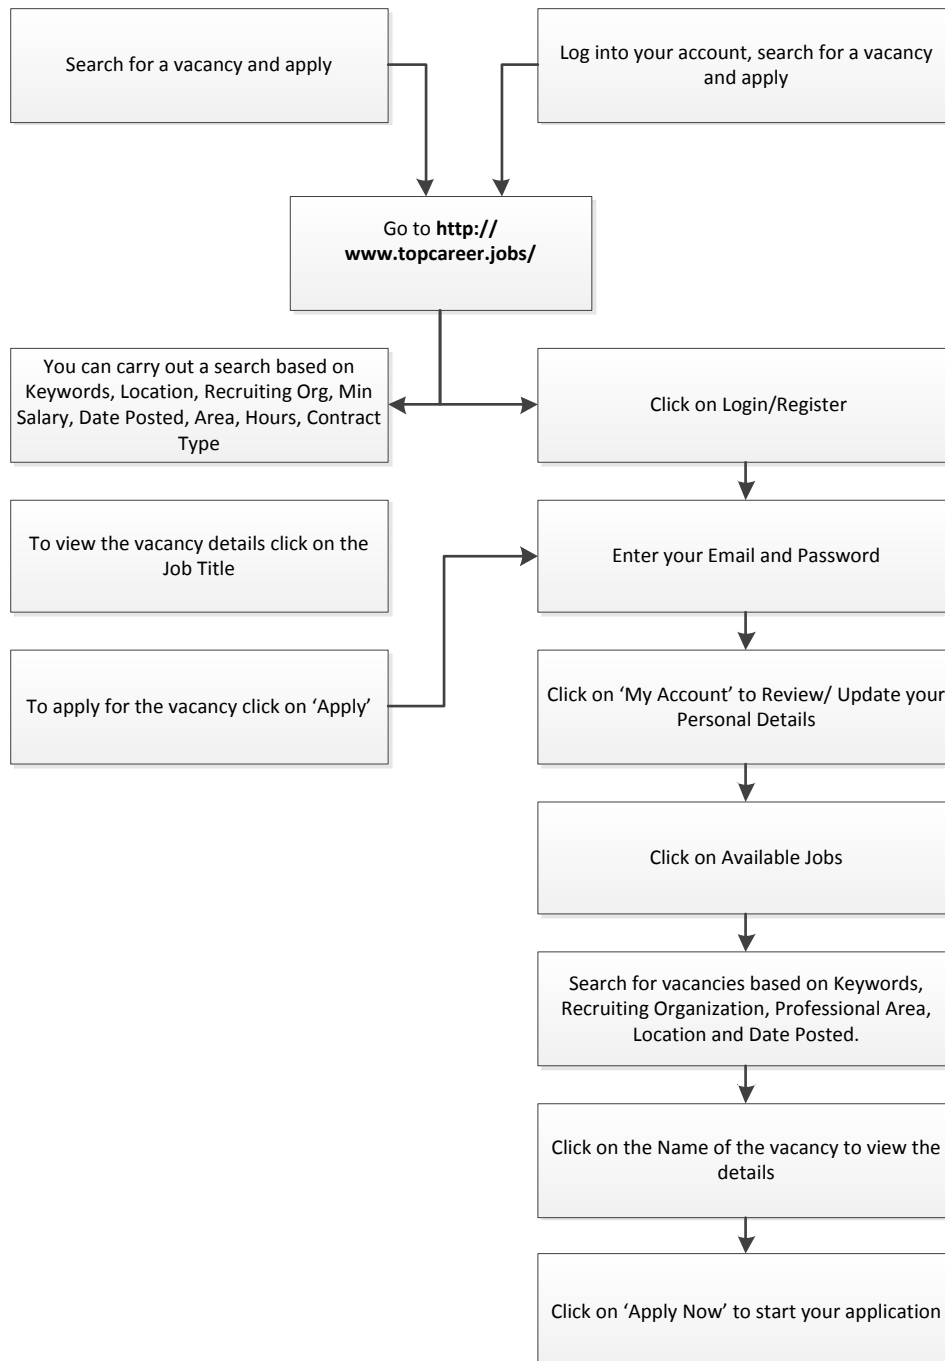 Search for a vacancy and apply
Log into your account, search for a vacancy
and apply
Go to http://
www.topcareer.jobs/
You can carry out a search based on
Keywords, Location, Recruiting Org, Min
Salary, Date Posted, Area, Hours, Contract
Type
Click on Login/Register
To view the vacancy details click on the
Job Title
Enter your Email and Password
To apply for the vacancy click on ‘Apply’
Click on ‘My Account’ to Review/ Update your
Personal Details
Click on Available Jobs
Search for vacancies based on Keywords,
Recruiting Organization, Professional Area,
Location and Date Posted.
Click on the Name of the vacancy to view the
details
Click on ‘Apply Now’ to start your application